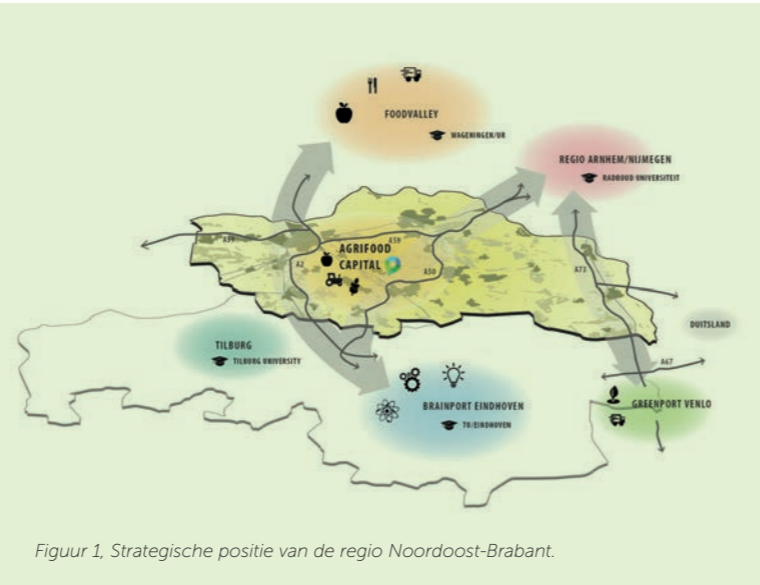 FOODVALLEY
WAGENINGEN/UR
REGIO ARNHEM/NIJMEGEN
RADBOUD UNIVERSITEIT
A59
A59
AGRIFOOD
CAPITAL
A2
A50
A73
DUITSLAND
TILBURG
TILBURG UNIVERSITY
A67
BRAINPORT EINDHOVEN
TU/EINDHOVEN
GREENPORT VENLO
Figuur 1, Strategische positie van de regio Noordoost-Brabant.